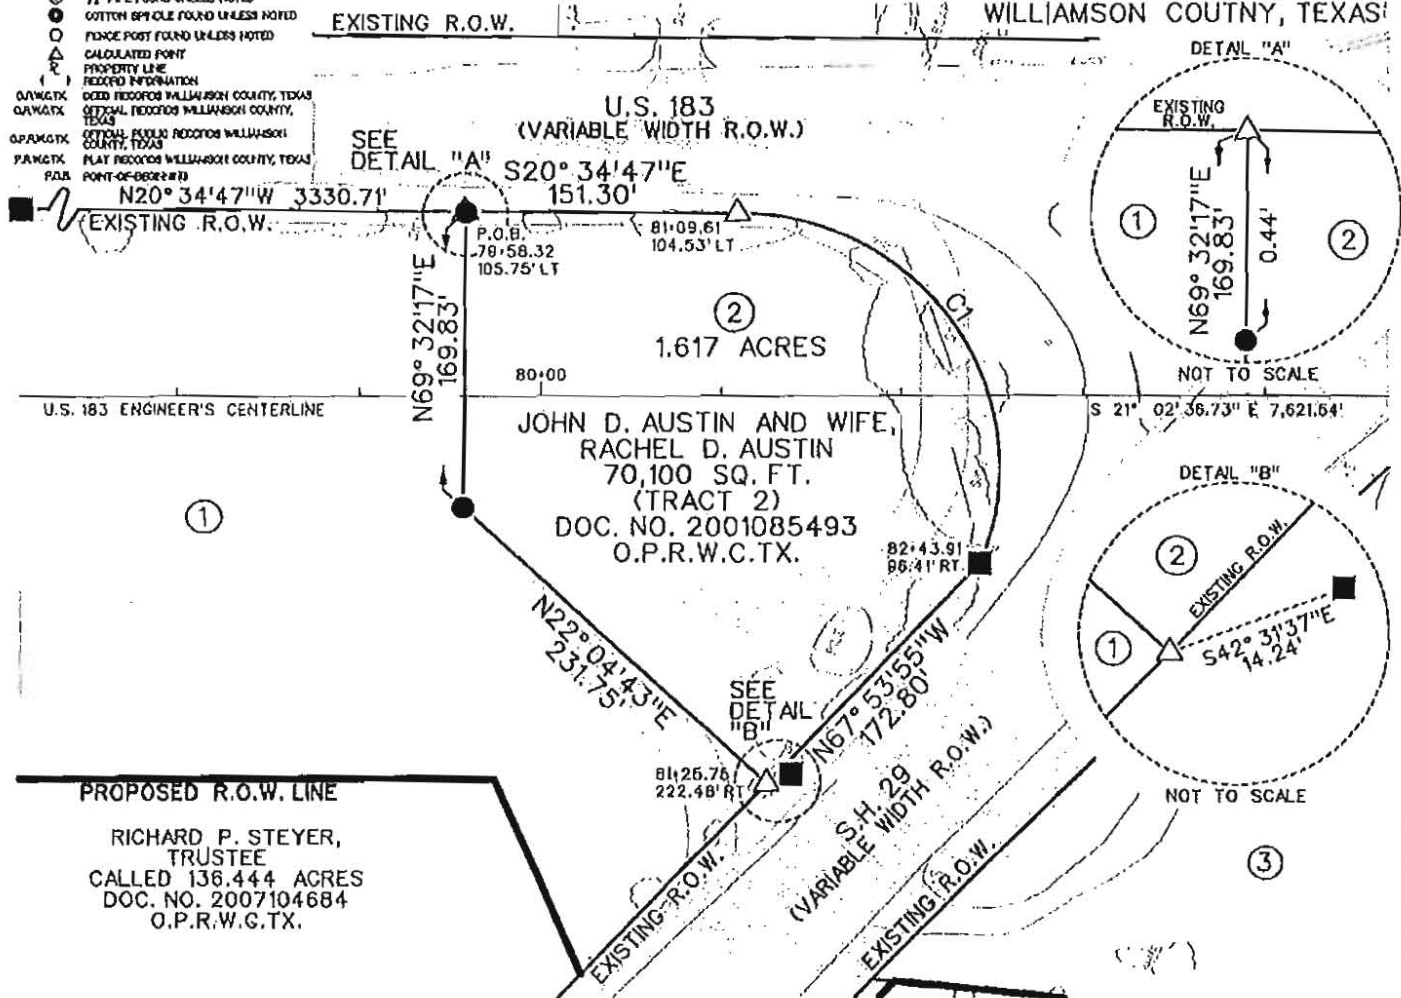 COTTON SPINDLE FOUND UNLESS NOTED
FENCE POST FOUND UNLESS NOTED
CALCULATED POINT
PROPERTY LINE
( ) RECORD INFORMATION
DEED RECORDS WILLIAMSON COUNTY, TEXAS
OFFICIAL RECORDS WILLIAMSON COUNTY,
TEXAS
OFFICIAL PUBLIC RECORDS WILLIAMSON
COUNTY, TEXAS
PLAT RECORDS WILLIAMSON COUNTY, TEXAS
P.O.B. POINT-OF-BEGINNING
EXISTING R.O.W.
WILLIAMSON COUTNY, TEXAS
U.S. 183
(VARIABLE WIDTH R.O.W.)
SEE
DETAIL "A"
S20° 34'47"E
151.30'
N20° 34'47"W 3330.71'
EXISTING R.O.W.
P.O.B.
79+58.32
105.75' LT
81+09.61
104.53' LT
N69° 32'17"E
169.83'
C1
2
1.617 ACRES
80+00
U.S. 183 ENGINEER'S CENTERLINE
S 21° 02' 36.73" E 7,621.64'
JOHN D. AUSTIN AND WIFE,
RACHEL D. AUSTIN
70,100 SQ. FT.
(TRACT 2)
DOC. NO. 2001085493
O.P.R.W.C.TX.
1
82+43.91
96.41' RT
N22° 04'43"E
231.75'
SEE
DETAIL
"B"
N67° 53'55"W
172.80'
81+26.76
222.48' RT
S.H. 29
(VARIABLE WIDTH R.O.W.)
EXISTING R.O.W.
EXISTING R.O.W.
PROPOSED R.O.W. LINE
RICHARD P. STEYER,
TRUSTEE
CALLED 136.444 ACRES
DOC. NO. 2007104684
O.P.R.W.G.TX.
3
DETAIL "A"
EXISTING
R.O.W.
1
N69° 32'17"E
169.83'
0.44'
2
NOT TO SCALE
DETAIL "B"
2
EXISTING R.O.W.
1
S42° 31'37"E
14.24'
NOT TO SCALE